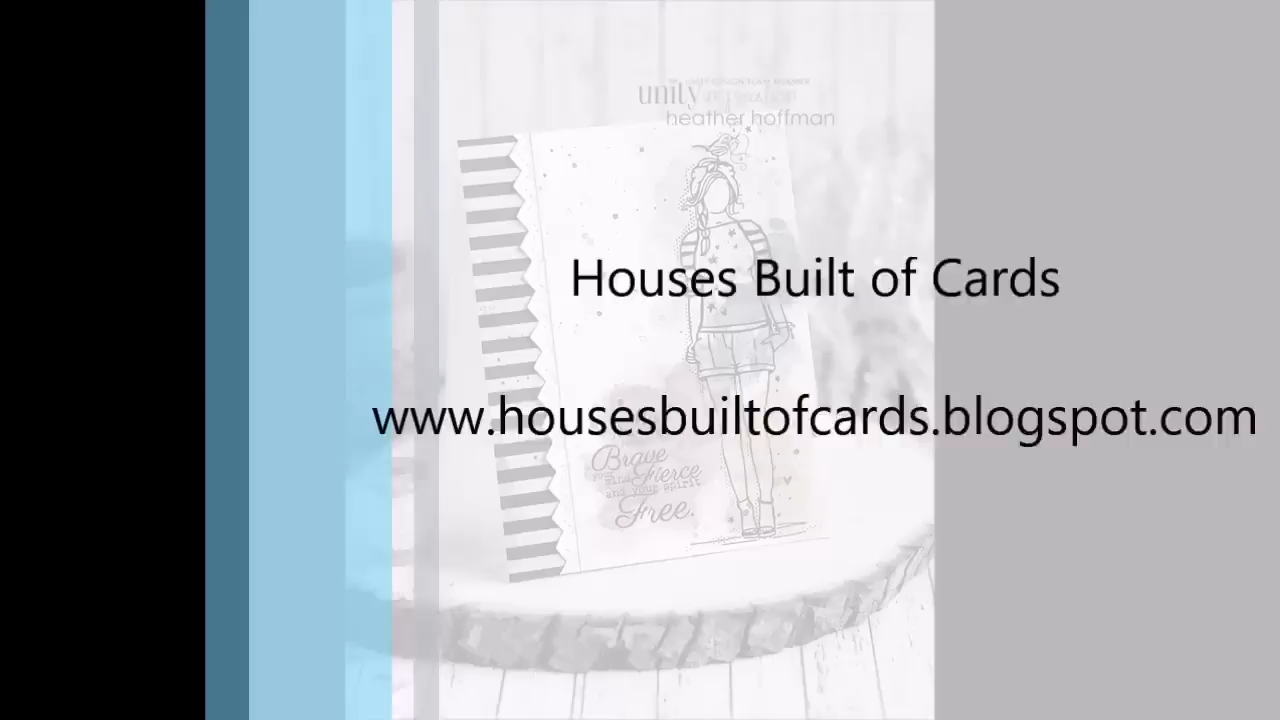 unity
heather hoffman
Houses Built of Cards
www.housesbuiltofcards.blogspot.com
Brave
Fierce
and your spirit
Free.